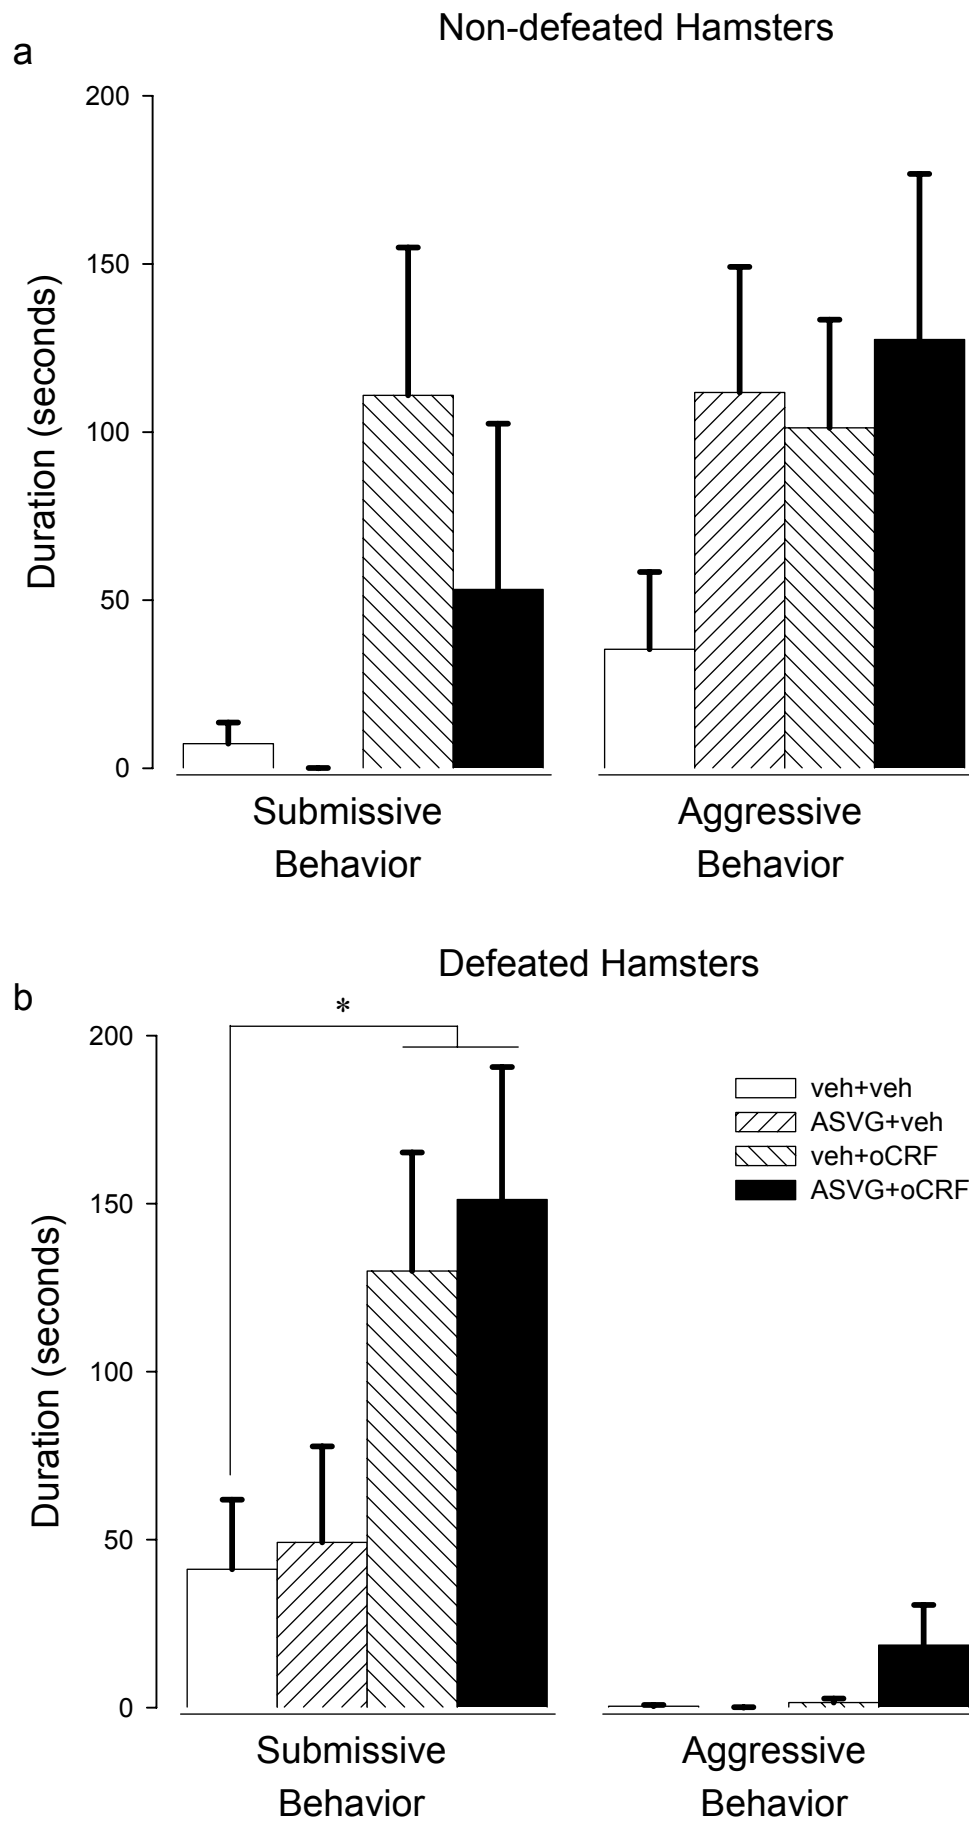 Non-defeated Hamsters
a
200
150
100
50
0
Duration (seconds)
Submissive
Behavior
Aggressive
Behavior
Defeated Hamsters
b
*
200
150
100
50
0
Duration (seconds)
veh+veh
ASVG+veh
veh+oCRF
ASVG+oCRF
Submissive
Behavior
Aggressive
Behavior